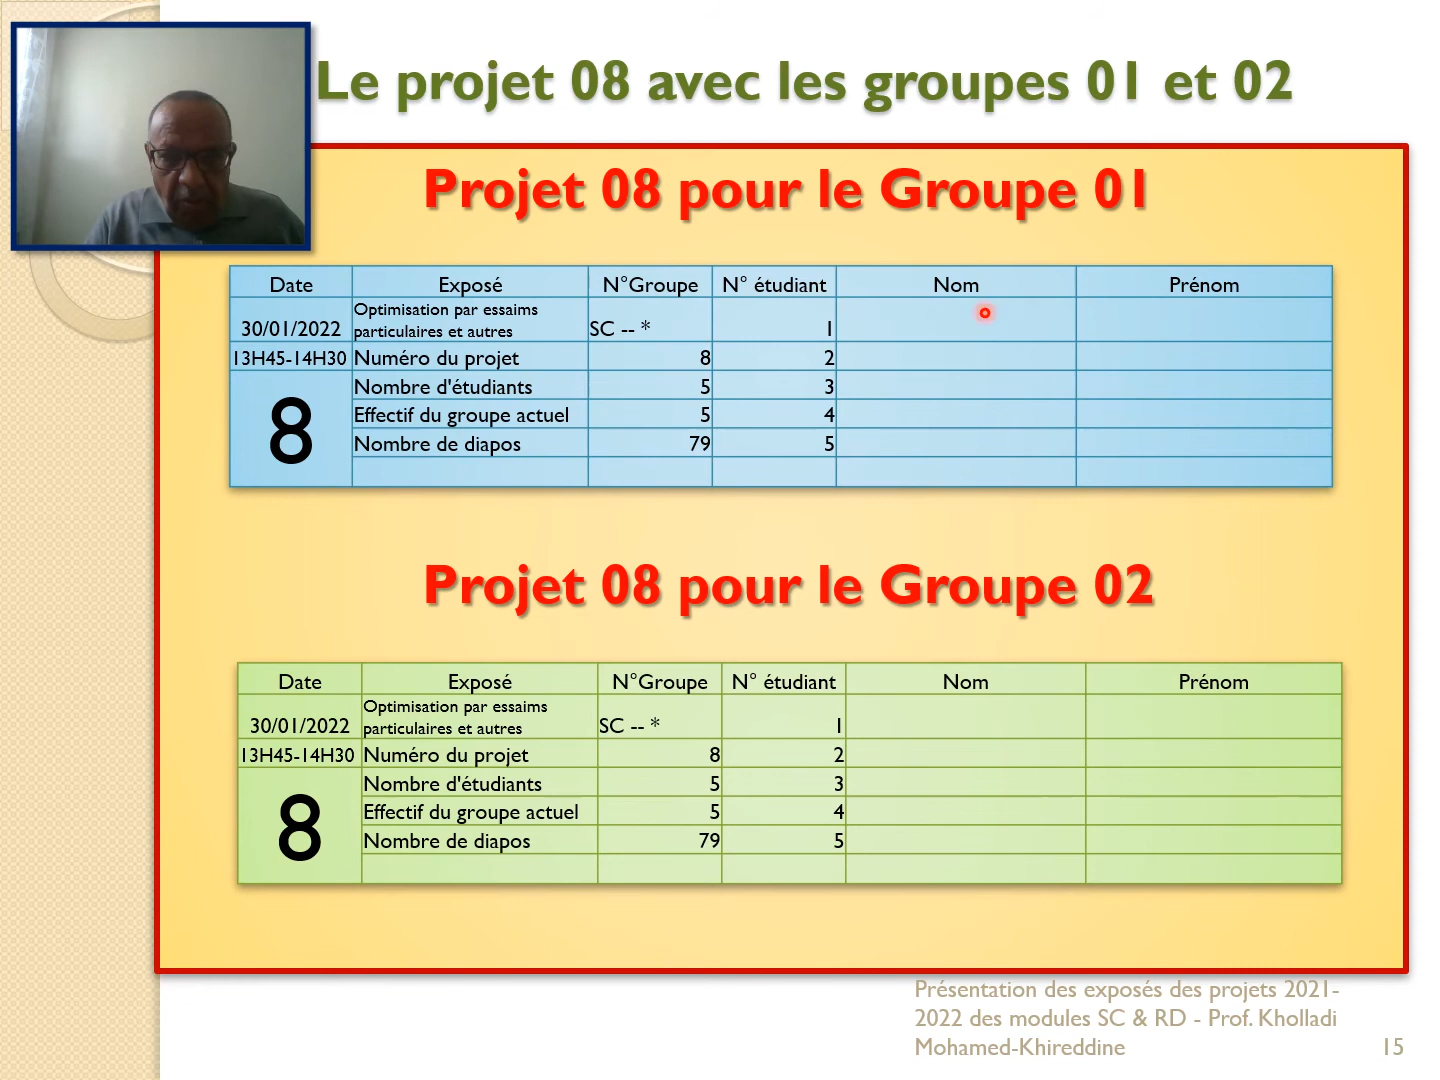 Le projet 08 avec les groupes 01 et 02
Projet 08 pour le Groupe 01
Date Exposé N°Groupe N° étudiant Nom Prénom
30/01/2022 Optimisation par essaims particulaires et autres SC -- * 1
13H45-14H30 Numéro du projet 8 2
8 Nombre d'étudiants 5 3
Effectif du groupe actuel 5 4
Nombre de diapos 79 5
Projet 08 pour le Groupe 02
Date Exposé N°Groupe N° étudiant Nom Prénom
30/01/2022 Optimisation par essaims particulaires et autres SC -- * 1
13H45-14H30 Numéro du projet 8 2
8 Nombre d'étudiants 5 3
Effectif du groupe actuel 5 4
Nombre de diapos 79 5
Présentation des exposés des projets 2021-
2022 des modules SC & RD - Prof. Kholladi
Mohamed-Khireddine 15